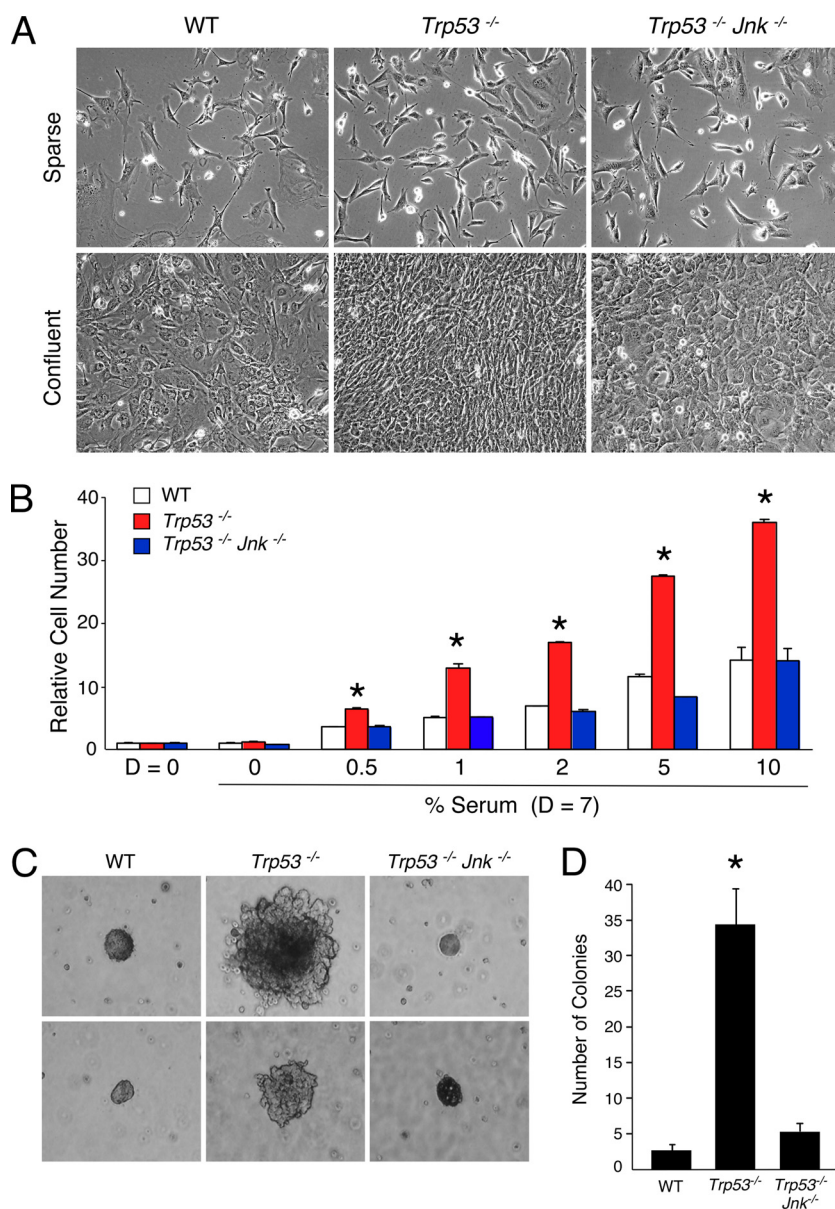 A
WT
Trp53 -/-
Trp53 -/- Jnk -/-
Sparse
Confluent
B
WT
Trp53 -/-
Trp53 -/- Jnk -/-
Relative Cell Number
40
30
20
10
0
D = 0
0
0.5
1
2
5
10
* * * * *
% Serum (D = 7)
C
WT
Trp53 -/-
Trp53 -/- Jnk -/-
D
*
Number of Colonies
40
35
30
25
20
15
10
5
0
WT
Trp53-/-
Trp53-/-
Jnk-/-